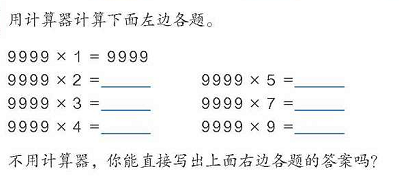 用计算器计算下面左边各题。
9999 × 1 = 9999
9999 × 2 =______ 9999 × 5 =______
9999 × 3 =______ 9999 × 7 =______
9999 × 4 =______ 9999 × 9 =______
不用计算器，你能直接写出上面右边各题的答案吗？